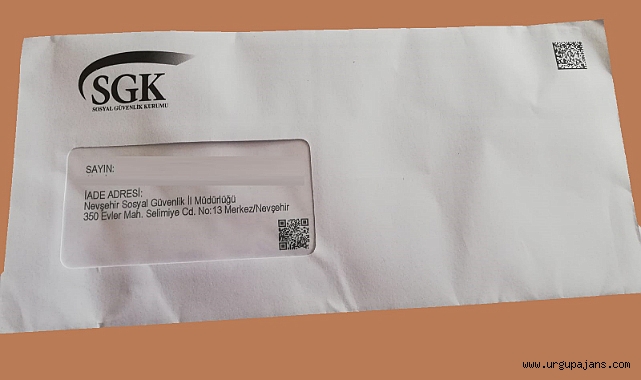 SGK
SOSYAL GÜVENLİK KURUMU
SAYIN:
İADE ADRESİ:
Nevşehir Sosyal Güvenlik İl Müdürlüğü
350 Evler Mah. Selimiye Cd. No:13 Merkez/Nevşehir
www.urgupajans.com